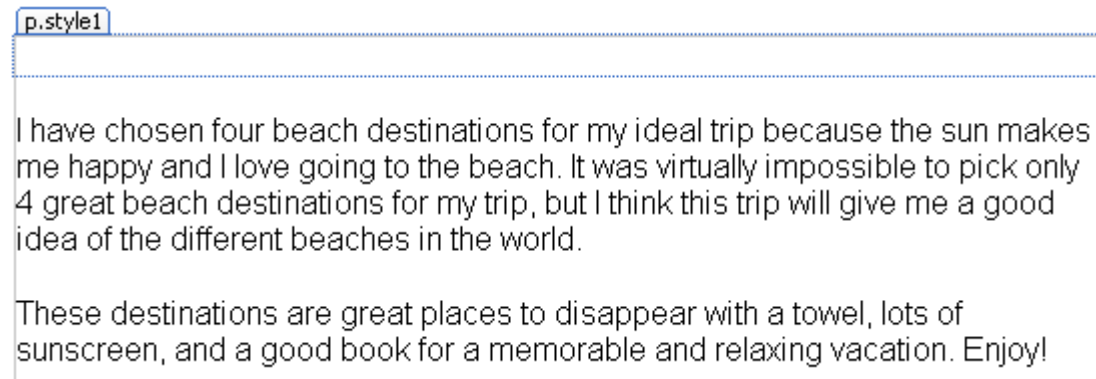 p.style1
I have chosen four beach destinations for my ideal trip because the sun makes
me happy and I love going to the beach. It was virtually impossible to pick only
4 great beach destinations for my trip, but I think this trip will give me a good
idea of the different beaches in the world.
These destinations are great places to disappear with a towel, lots of
sunscreen, and a good book for a memorable and relaxing vacation. Enjoy!